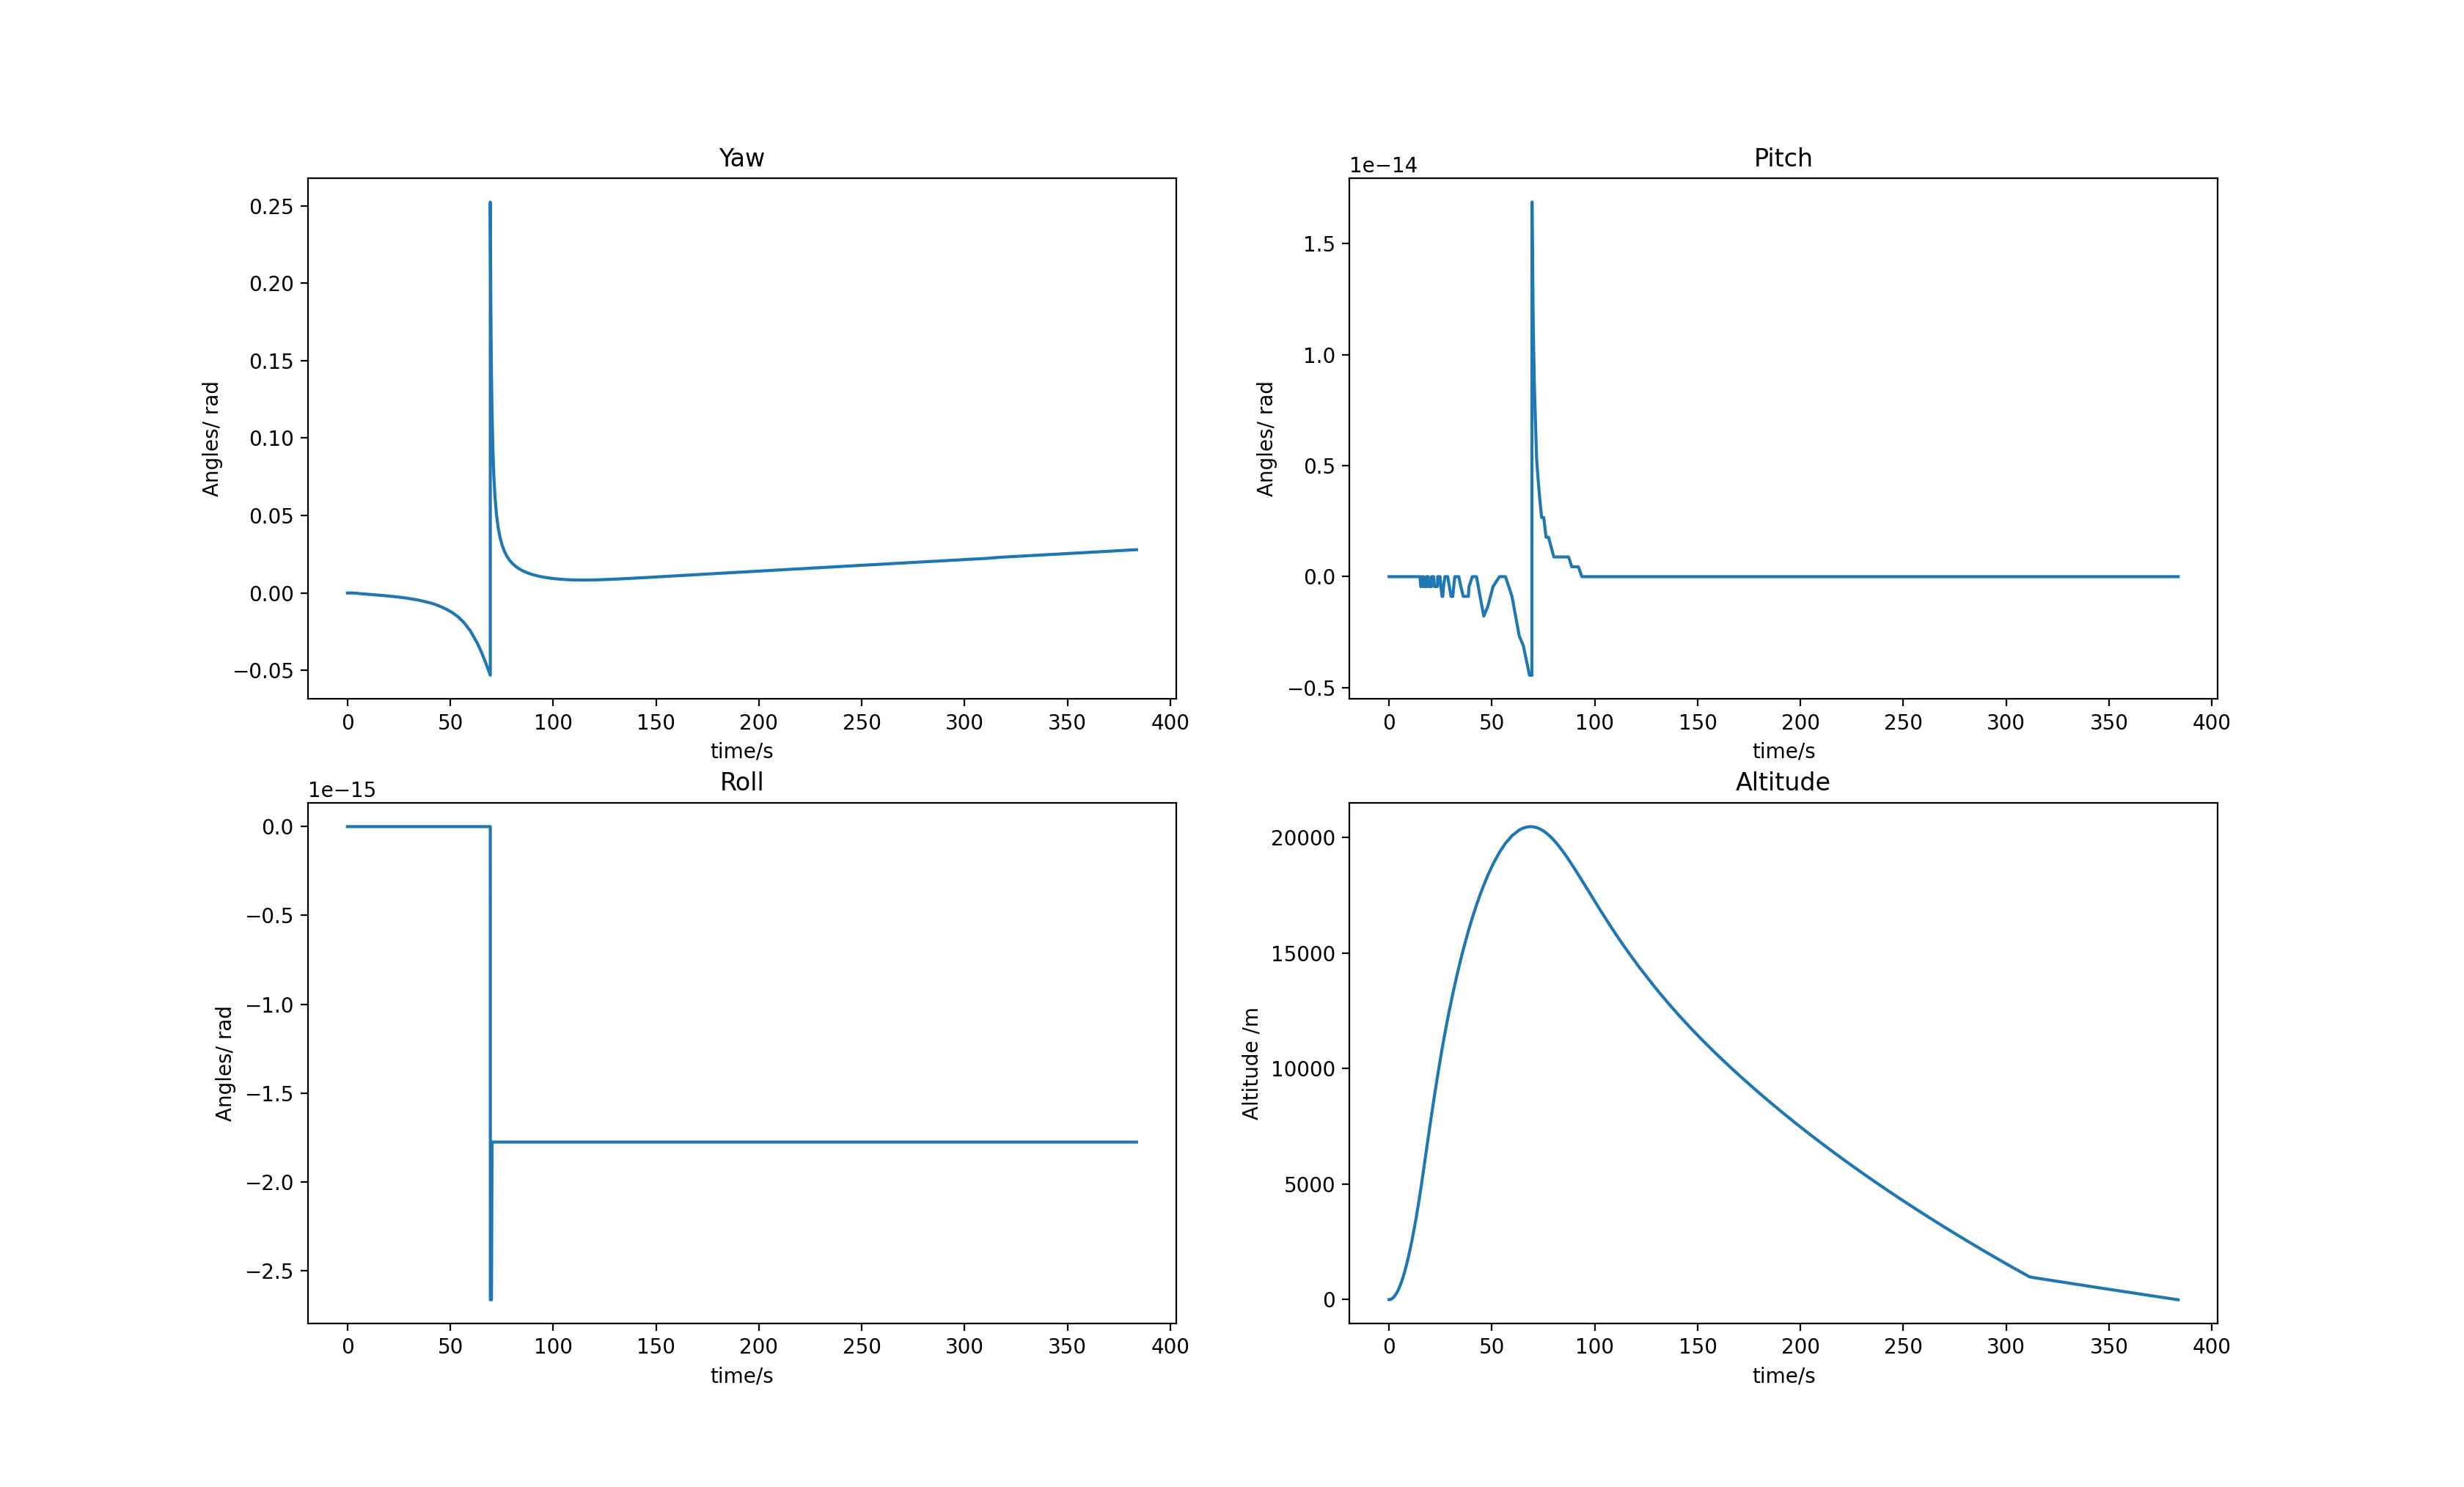 Yaw
0.25
0.20
0.15
0.10
0.05
0.00
−0.05
Angles/ rad
0 50 100 150 200 250 300 350 400
time/s
Pitch
1e−14
1.5
1.0
0.5
0.0
−0.5
Angles/ rad
0 50 100 150 200 250 300 350 400
time/s
Roll
1e−15
0.0
−0.5
−1.0
−1.5
−2.0
−2.5
Angles/ rad
0 50 100 150 200 250 300 350 400
time/s
Altitude
20000
15000
10000
5000
0
Altitude /m
0 50 100 150 200 250 300 350 400
time/s